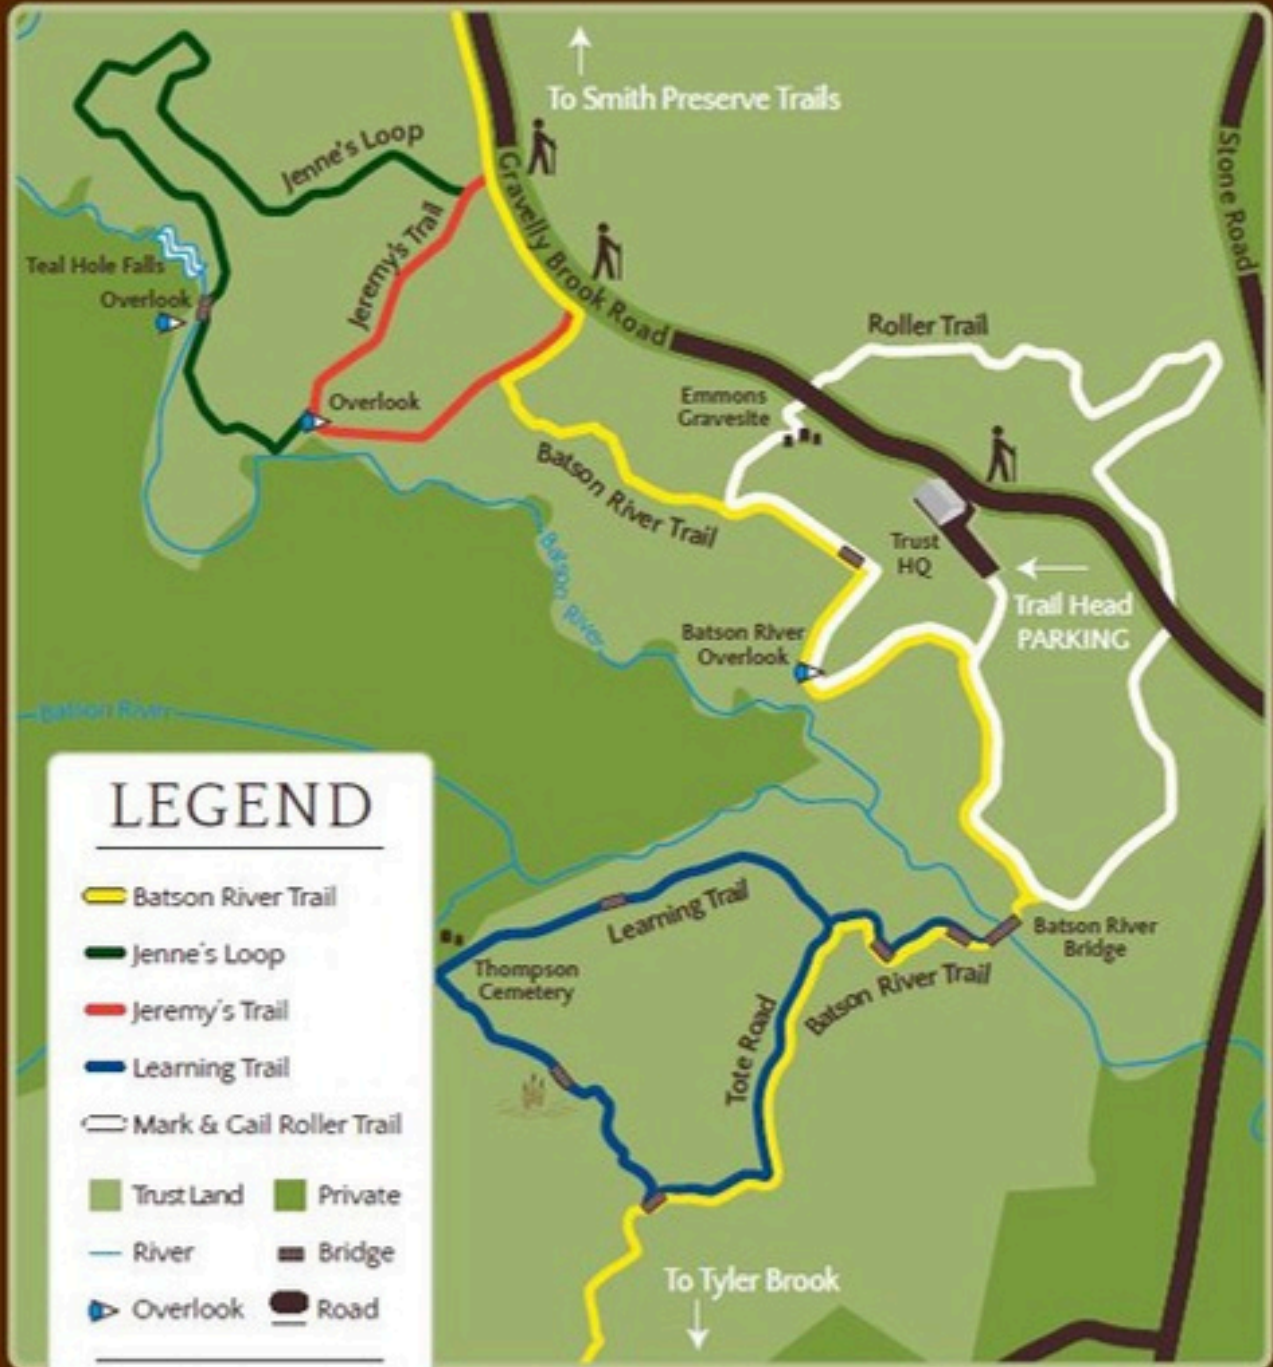 To Smith Preserve Trails
Jenne's Loop
Gravelly Brook Road
Stone Road
Jeremy's Trail
Teal Hole Falls
Overlook
Roller Trail
Overlook
Emmons
Gravesite
Batson River Trail
Trust
HQ
Batson River
Trail Head
PARKING
Batson River
Overlook
Batson River
LEGEND
Batson River Trail
Jenne's Loop
Jeremy's Trail
Learning Trail
Mark & Gail Roller Trail
Trust Land
Private
River
Bridge
Overlook
Road
Learning Trail
Batson River
Bridge
Thompson
Cemetery
Batson River Trail
Tote Road
To Tyler Brook